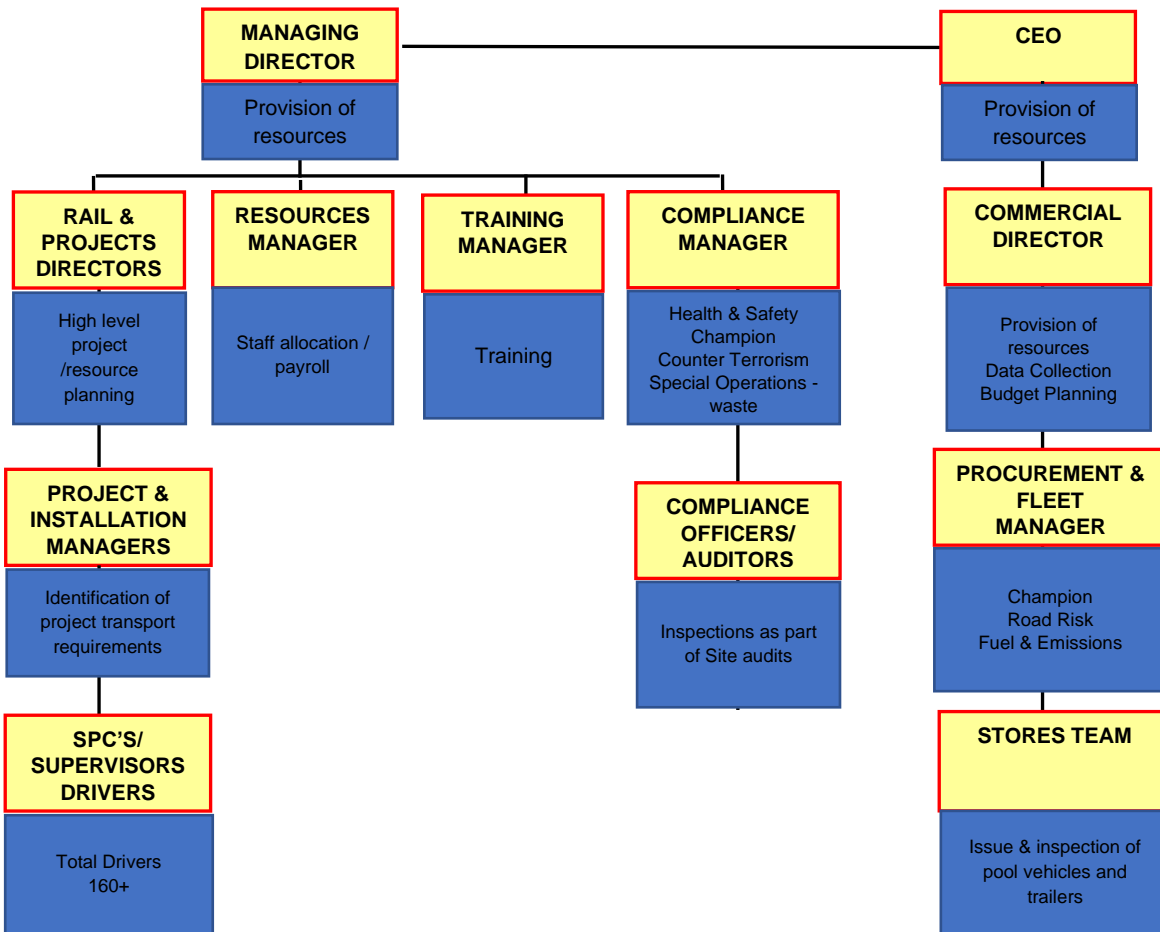 MANAGING
DIRECTOR
Provision of
resources
CEO
Provision of
resources
RAIL &
PROJECTS
DIRECTORS
High level
project
/resource
planning
RESOURCES
MANAGER
Staff allocation /
payroll
TRAINING
MANAGER
Training
COMPLIANCE
MANAGER
Health & Safety
Champion
Counter Terrorism
Special Operations -
waste
COMMERCIAL
DIRECTOR
Provision of
resources
Data Collection
Budget Planning
PROJECT &
INSTALLATION
MANAGERS
Identification of
project transport
requirements
COMPLIANCE
OFFICERS/
AUDITORS
Inspections as part
of Site audits
PROCUREMENT &
FLEET
MANAGER
Champion
Road Risk
Fuel & Emissions
SPC’S/
SUPERVISORS
DRIVERS
Total Drivers
160+
STORES TEAM
Issue & inspection of
pool vehicles and
trailers